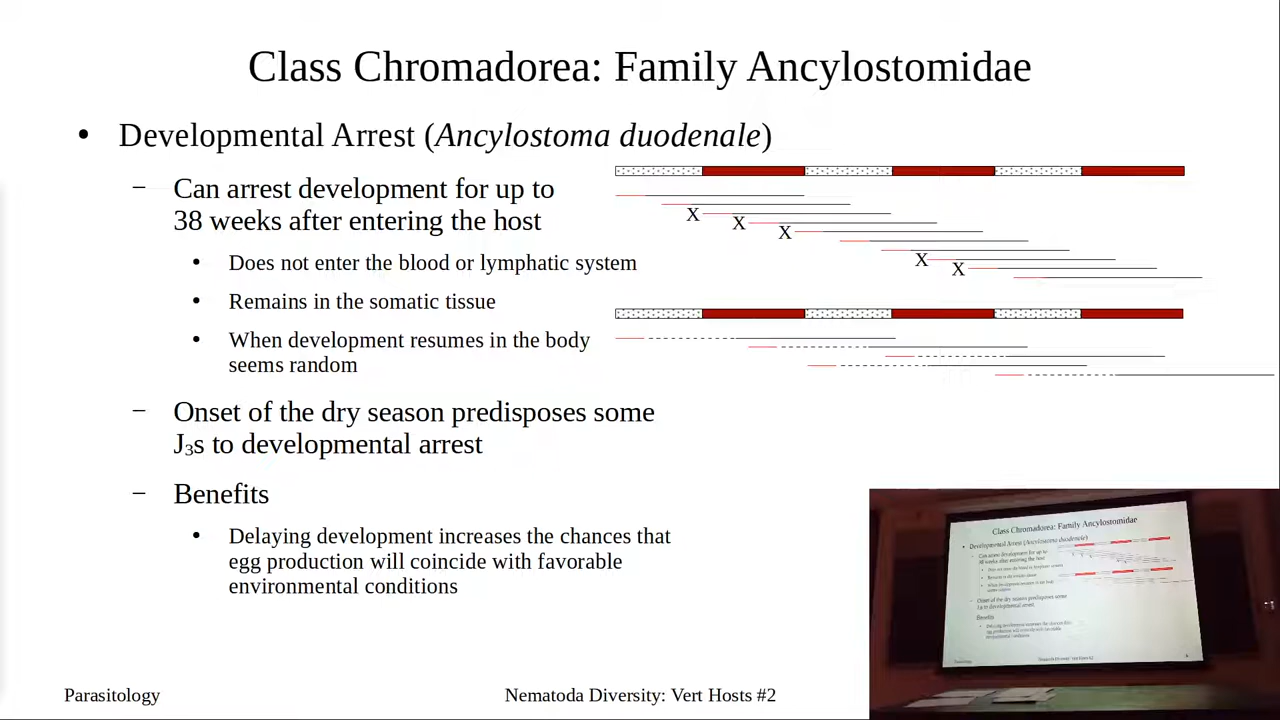 Class Chromadorea: Family Ancylostomidae
• Developmental Arrest (Ancylostoma duodenale)
– Can arrest development for up to
38 weeks after entering the host
• Does not enter the blood or lymphatic system
• Remains in the somatic tissue
• When development resumes in the body
seems random
– Onset of the dry season predisposes some
J₃s to developmental arrest
– Benefits
• Delaying development increases the chances that
egg production will coincide with favorable
environmental conditions
X
X
X
X
X
Parasitology
Nematoda Diversity: Vert Hosts #2
Class Chromadorea: Family Ancylostomidae
• Developmental Arrest (Ancylostoma duodenale)